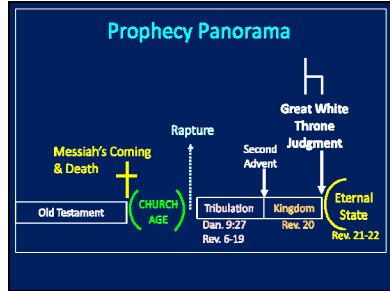 Prophecy Panorama
Great White
Throne
Judgment
Rapture
Second
Advent
Messiah's Coming
& Death
CHURCH
AGE
Old Testament
Tribulation
Kingdom
Eternal
State
Dan. 9:27
Rev. 6-19
Rev. 20
Rev. 21-22